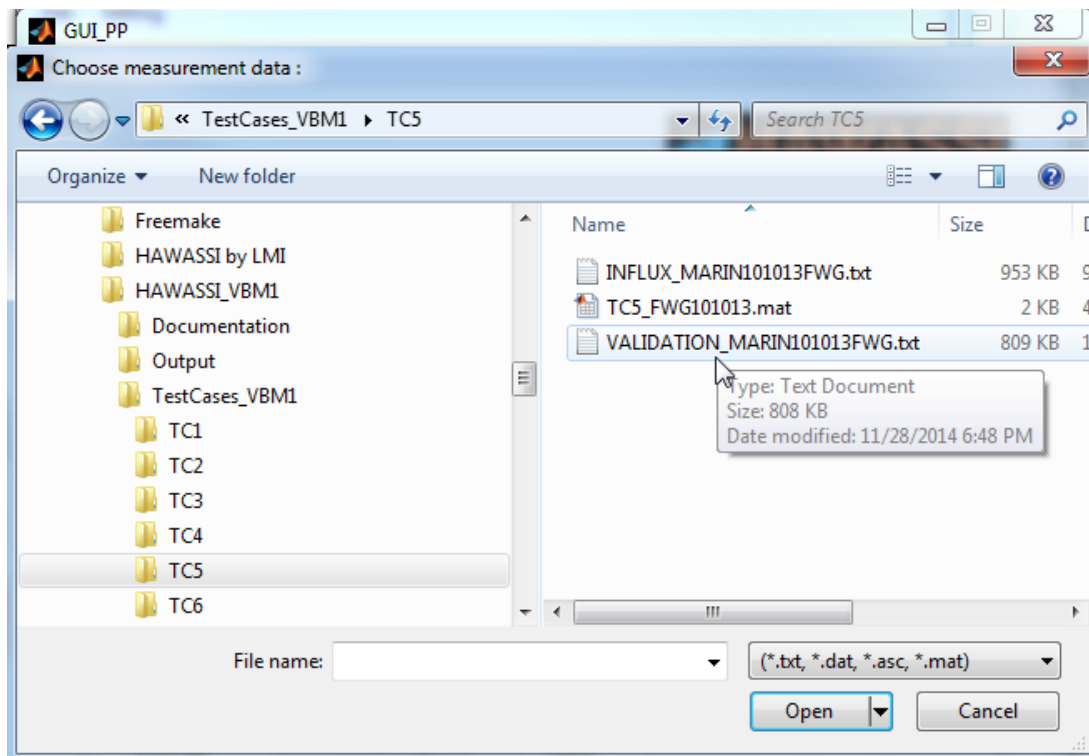 GUI_PP
Choose measurement data :
« TestCases_VBM1 ▸ TC5
Search TC5
Organize
New folder
Freemake
HAWASSI by LMI
HAWASSI_VBM1
Documentation
Output
TestCases_VBM1
TC1
TC2
TC3
TC4
TC5
TC6
Name Size
INFLUX_MARIN101013FWG.txt 953 KB
TC5_FWG101013.mat 2 KB
VALIDATION_MARIN101013FWG.txt 809 KB
Type: Text Document
Size: 808 KB
Date modified: 11/28/2014 6:48 PM
File name:
(*.txt, *.dat, *.asc, *.mat)
Open
Cancel